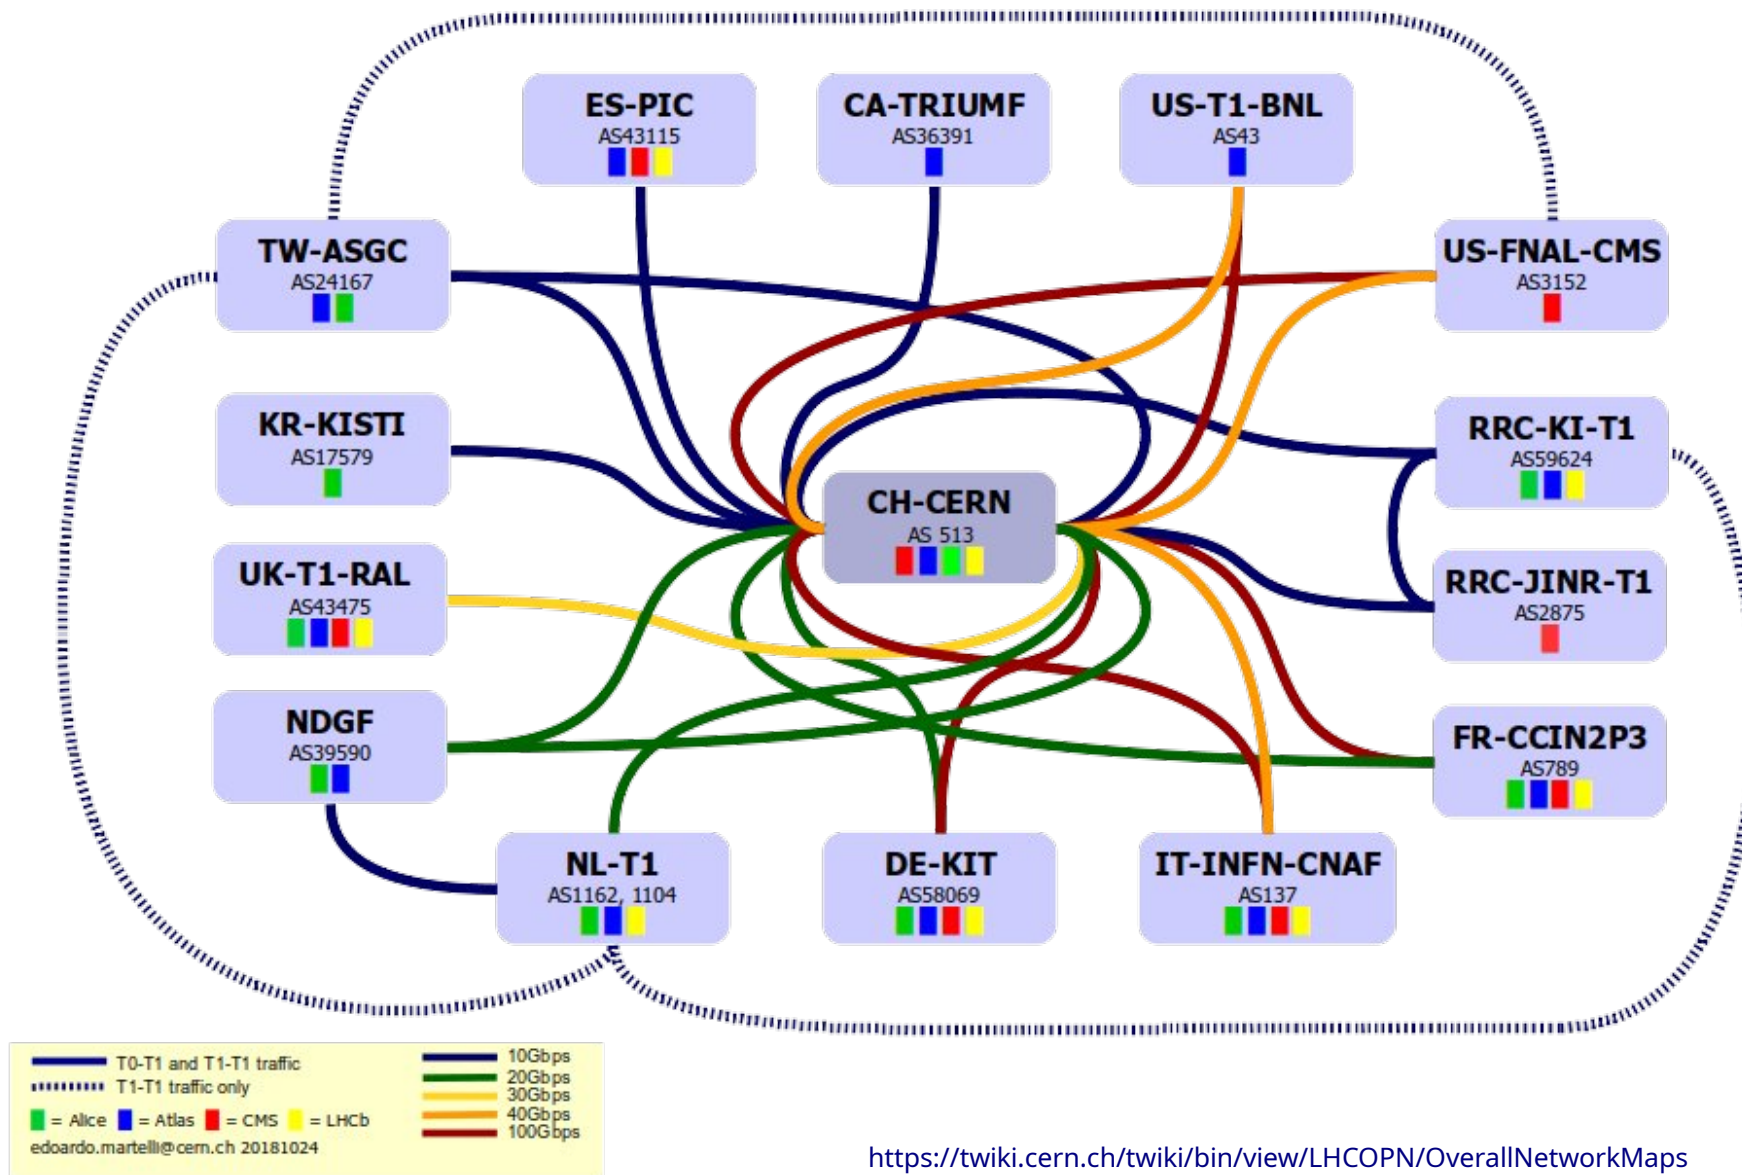 ES-PIC
AS43115
CA-TRIUMF
AS36391
US-T1-BNL
AS43
TW-ASGC
AS24167
US-FNAL-CMS
AS3152
KR-KISTI
AS17579
RRC-KI-T1
AS59624
CH-CERN
AS 513
UK-T1-RAL
AS43475
RRC-JINR-T1
AS2875
NDGF
AS39590
FR-CCIN2P3
AS789
NL-T1
AS1162, 1104
DE-KIT
AS58069
IT-INFN-CNAF
AS137
T0-T1 and T1-T1 traffic
T1-T1 traffic only
= Alice = Atlas = CMS = LHCb
edoardo.martelli@cern.ch 20181024
10Gbps
20Gbps
30Gbps
40Gbps
100Gbps
https://twiki.cern.ch/twiki/bin/view/LHCOPN/OverallNetworkMaps